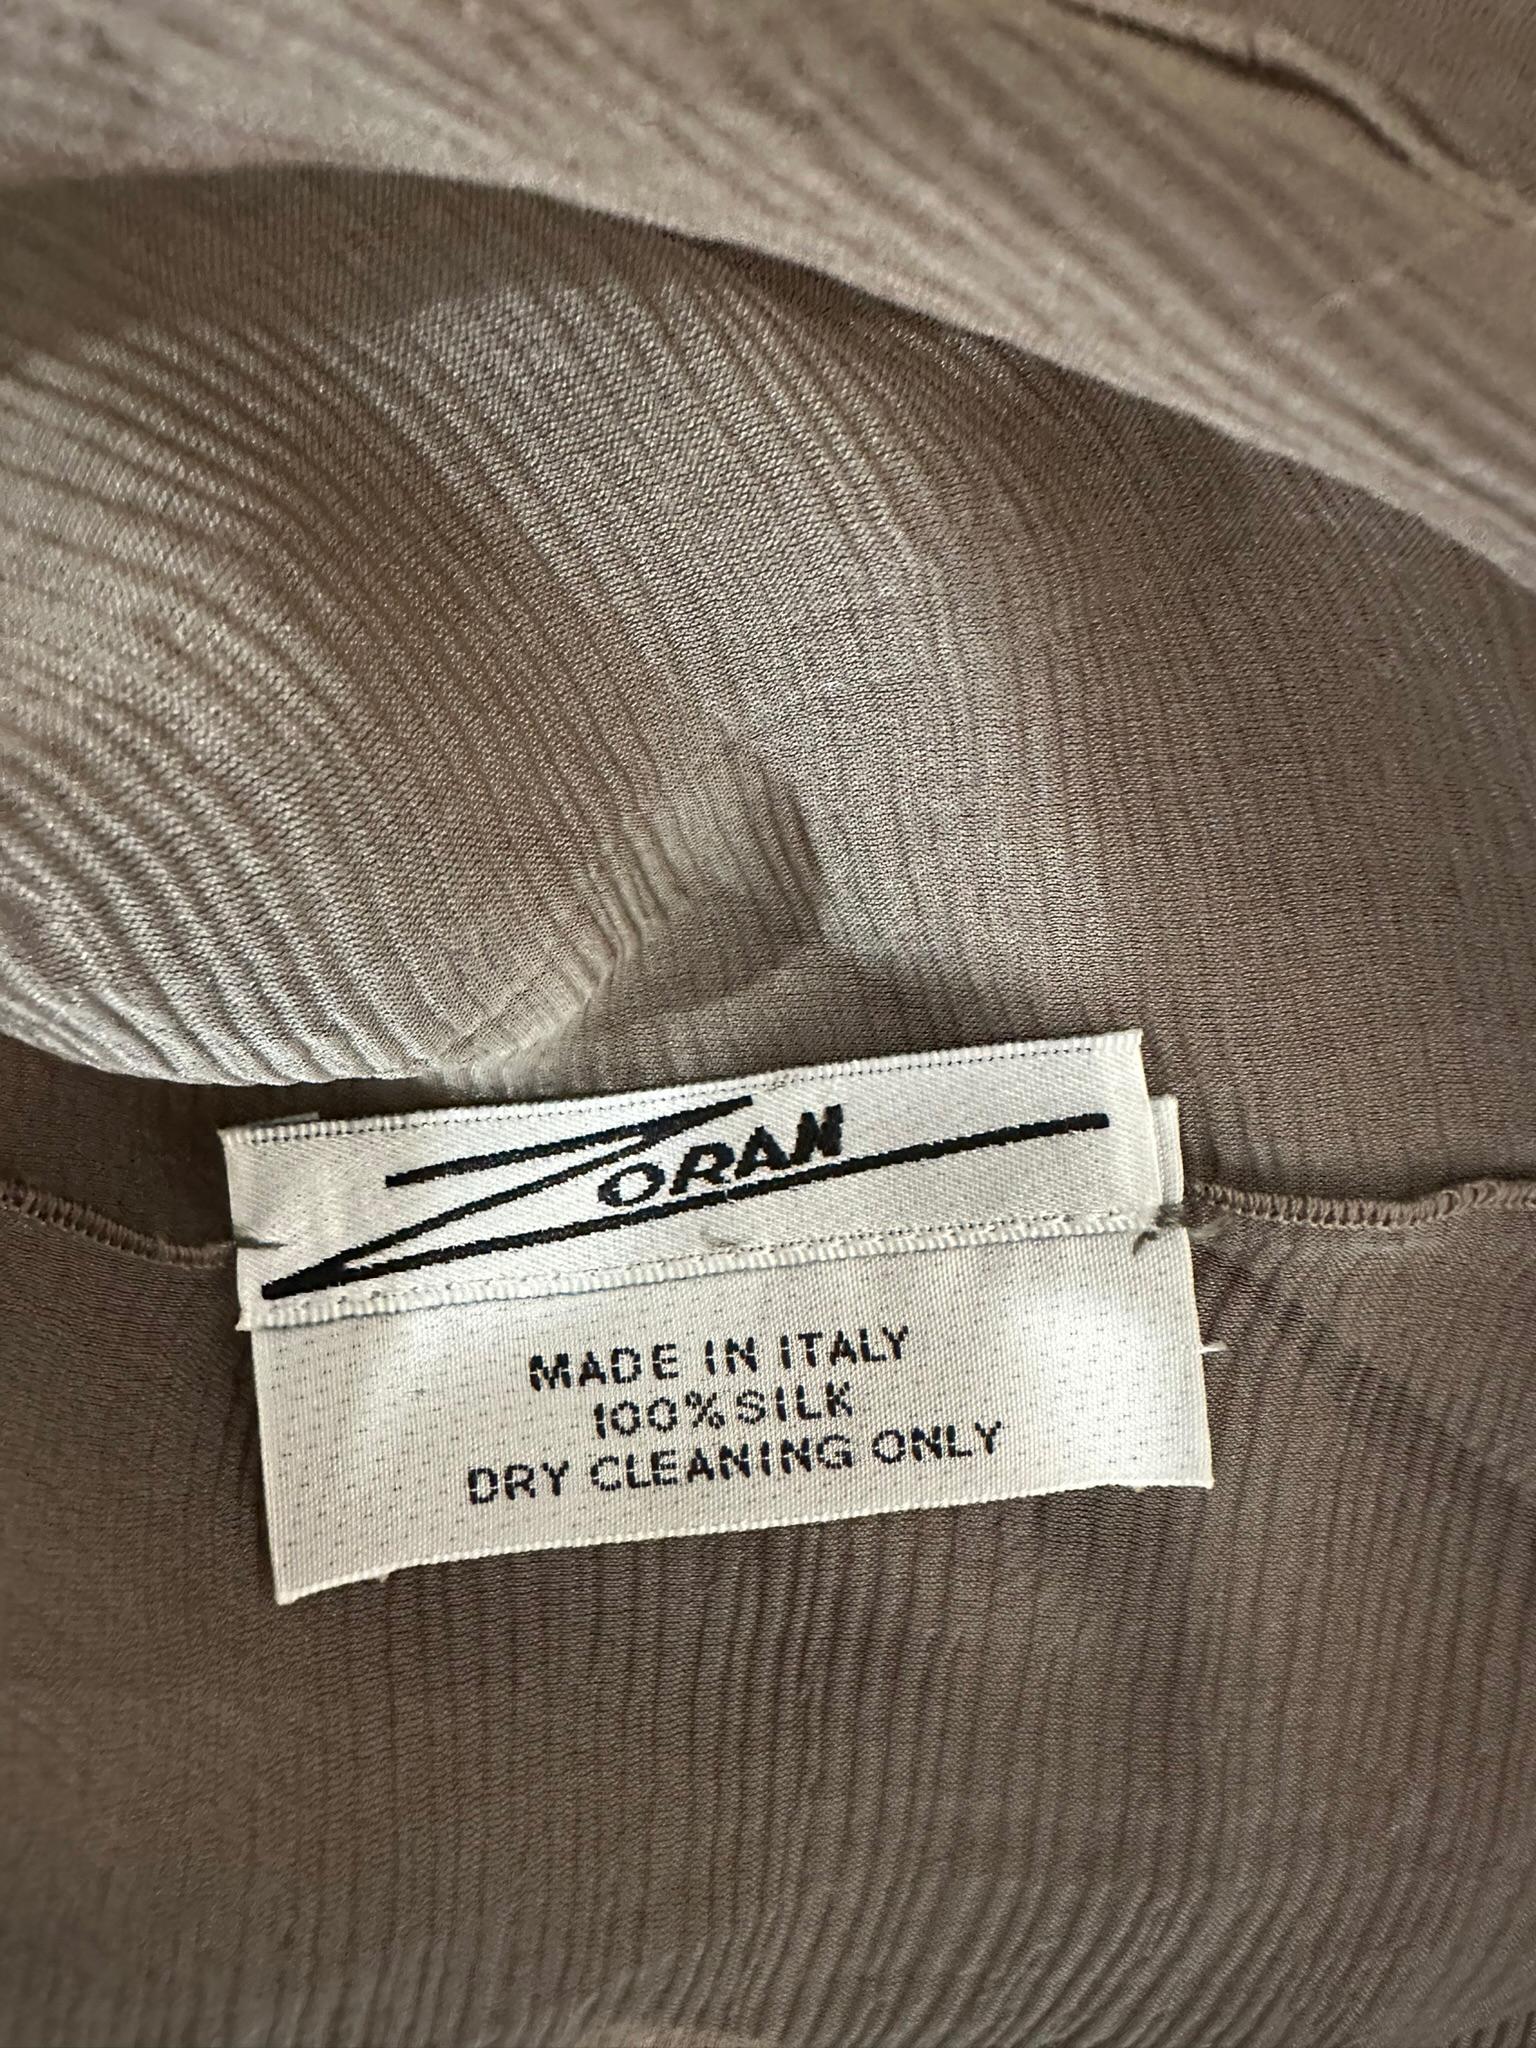 ZORAN
MADE IN ITALY
100% SILK
DRY CLEANING ONLY